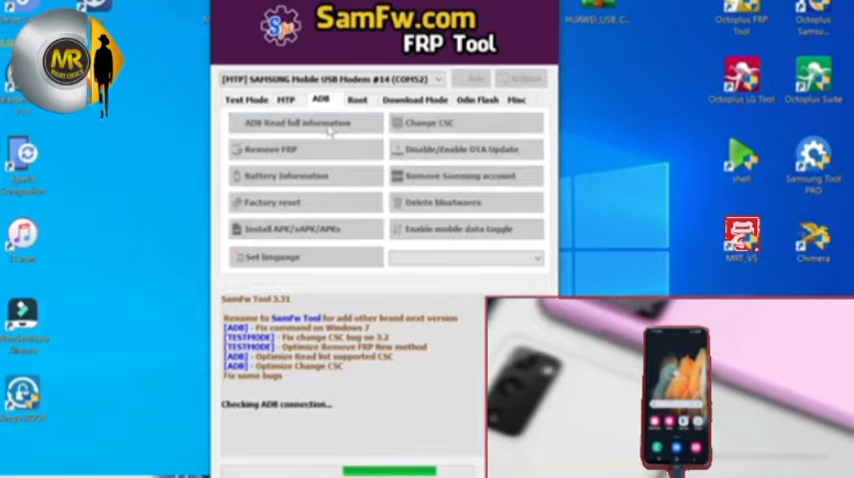 MR
SamFw.com
FRP Tool
HUAWEI_USB_C...
Octoplus FRP
Tool
Octoplus
Samsu...
[MTP] SAMSUNG Mobile USB Modem #14 (COM52)
Test Mode MTP ADB Root Download Mode Odin Flash Misc
Octoplus LG Tool
Octoplus Suite
ADB Read full information
Change CSC
Remove FRP
Disable/Enable OTA Update
Battery information
Remove Samsung account
Factory reset
Delete bloatwares
Install APK/xAPK/APKs
Enable mobile data toggle
Set language
shell
Samsung Tool
PRO
MRT_V5
Chimera
iTunes
SamFw Tool 3.31
Rename to SamFw Tool for add other brand next version
[ADB] - Fix command on Windows 7
[TESTMODE] - Fix change CSC bug on 3.2
[TESTMODE] - Optimize Remove FRP New method
[ADB] - Optimize Read list supported CSC
[ADB] - Optimize Change CSC
Fix some bugs
Checking ADB connection...